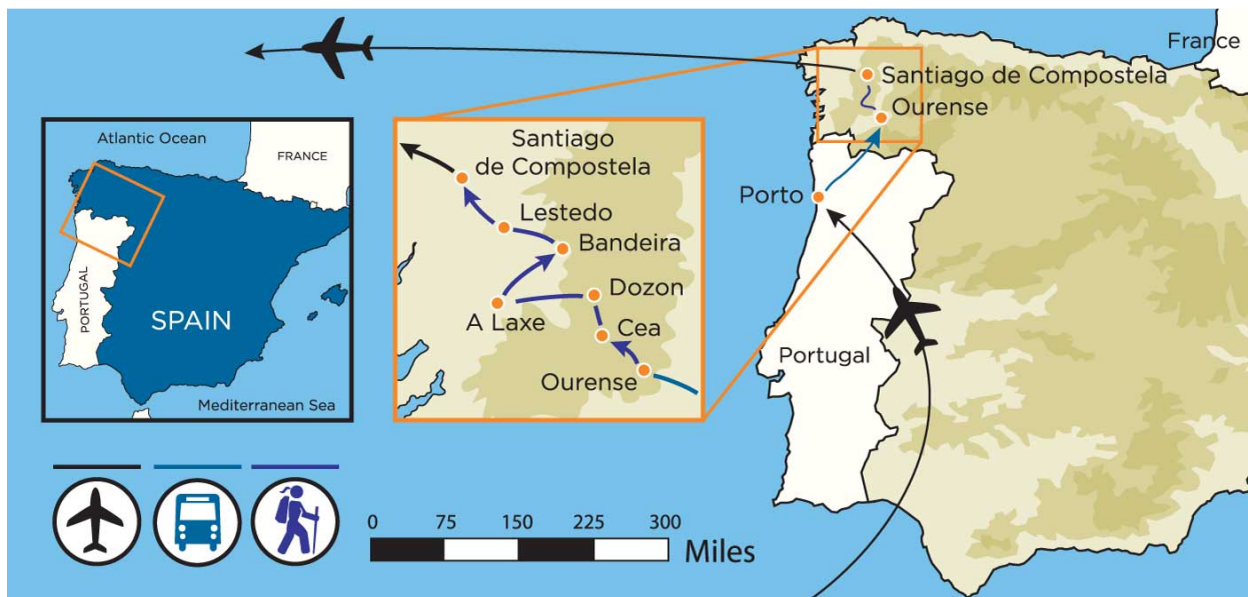 Atlantic Ocean
FRANCE
PORTUGAL
SPAIN
Mediterranean Sea
Santiago
de Compostela
Lestedo
Bandeira
Dozon
A Laxe
Cea
Ourense
France
Santiago de Compostela
Ourense
Porto
Portugal
0 75 150 225 300
Miles